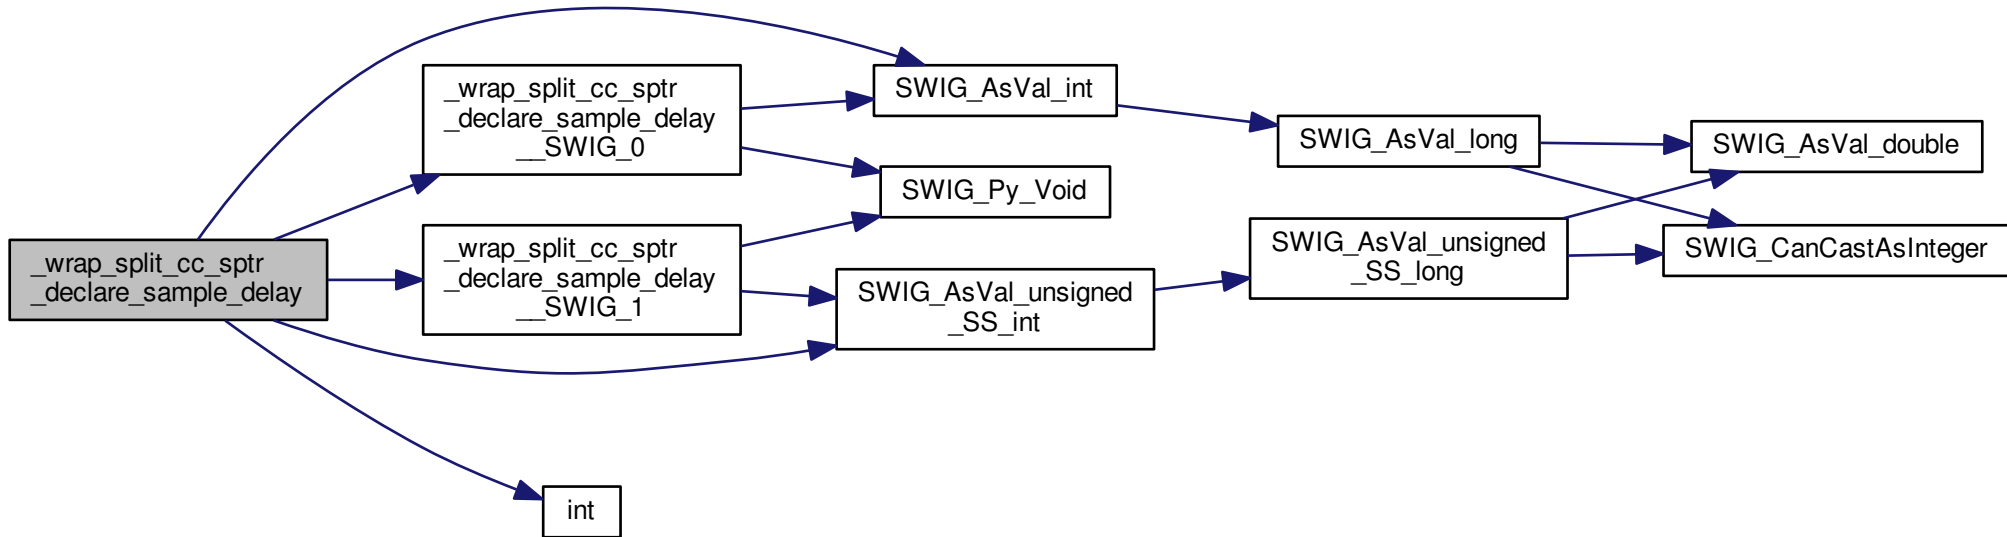 _wrap_split_cc_sptr
_declare_sample_delay
_wrap_split_cc_sptr
_declare_sample_delay
__SWIG_0
_wrap_split_cc_sptr
_declare_sample_delay
__SWIG_1
int
SWIG_AsVal_int
SWIG_Py_Void
SWIG_AsVal_unsigned
_SS_int
SWIG_AsVal_long
SWIG_AsVal_unsigned
_SS_long
SWIG_AsVal_double
SWIG_CanCastAsInteger